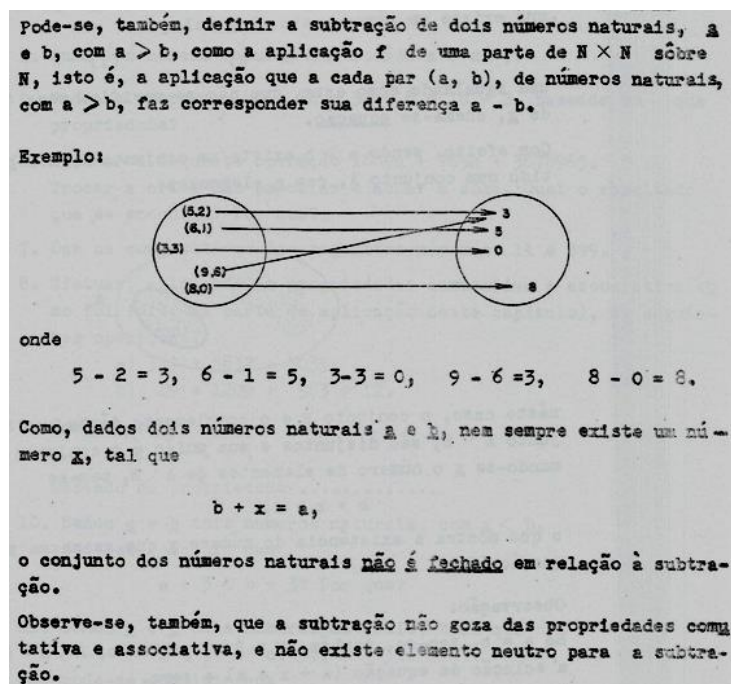 Pode-se, também, definir a subtração de dois números naturais, a
e b, com a > b, como a aplicação f de uma parte de N × N sôbre
N, isto é, a aplicação que a cada par (a, b), de números naturais,
com a > b, faz corresponder sua diferença a - b.
Exemplo:
(5,2) 3
(6,1) 5
(3,3) 0
(9,6)
(8,0) 8
onde
5 - 2 = 3, 6 - 1 = 5, 3-3 = 0, 9 - 6 =3, 8 - 0 = 8.
Como, dados dois números naturais a e b, nem sempre existe um nú-
mero x, tal que
b + x = a,
o conjunto dos números naturais não é fechado em relação à subtra-
ção.
Observe-se, também, que a subtração não goza das propriedades comu
tativa e associativa, e não existe elemento neutro para a subtra-
ção.